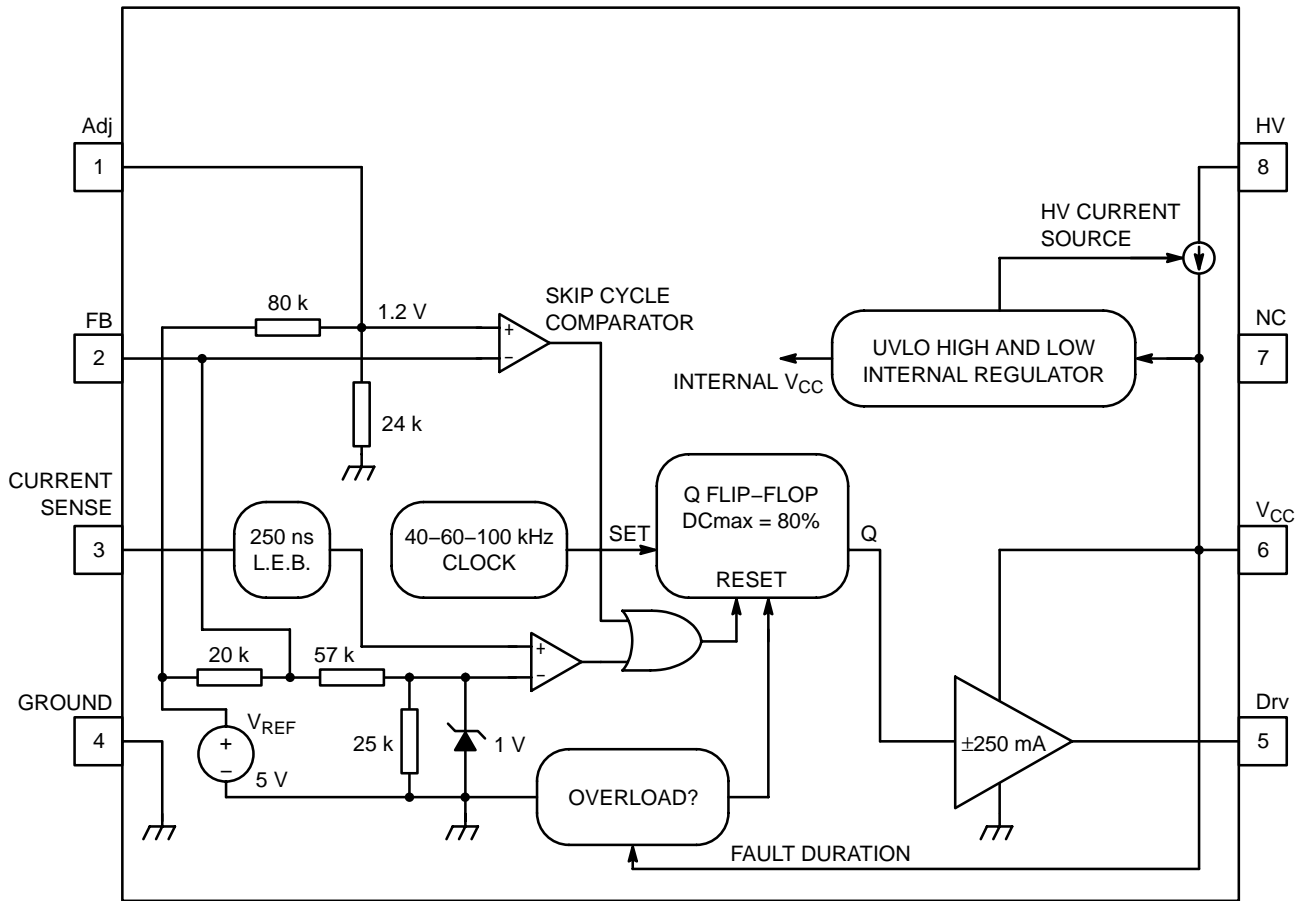 Adj
1
HV
8
HV CURRENT
SOURCE
80 k
1.2 V
SKIP CYCLE
COMPARATOR
+
−
FB
2
NC
7
UVLO HIGH AND LOW
INTERNAL REGULATOR
INTERNAL VCC
24 k
CURRENT
SENSE
3
250 ns
L.E.B.
40−60−100 kHz
CLOCK
SET
Q FLIP−FLOP
DCmax = 80%
RESET
Q
VCC
6
20 k
57 k
+
−
GROUND
4
VREF
+
−
5 V
25 k
1 V
OVERLOAD?
±250 mA
Drv
5
FAULT DURATION